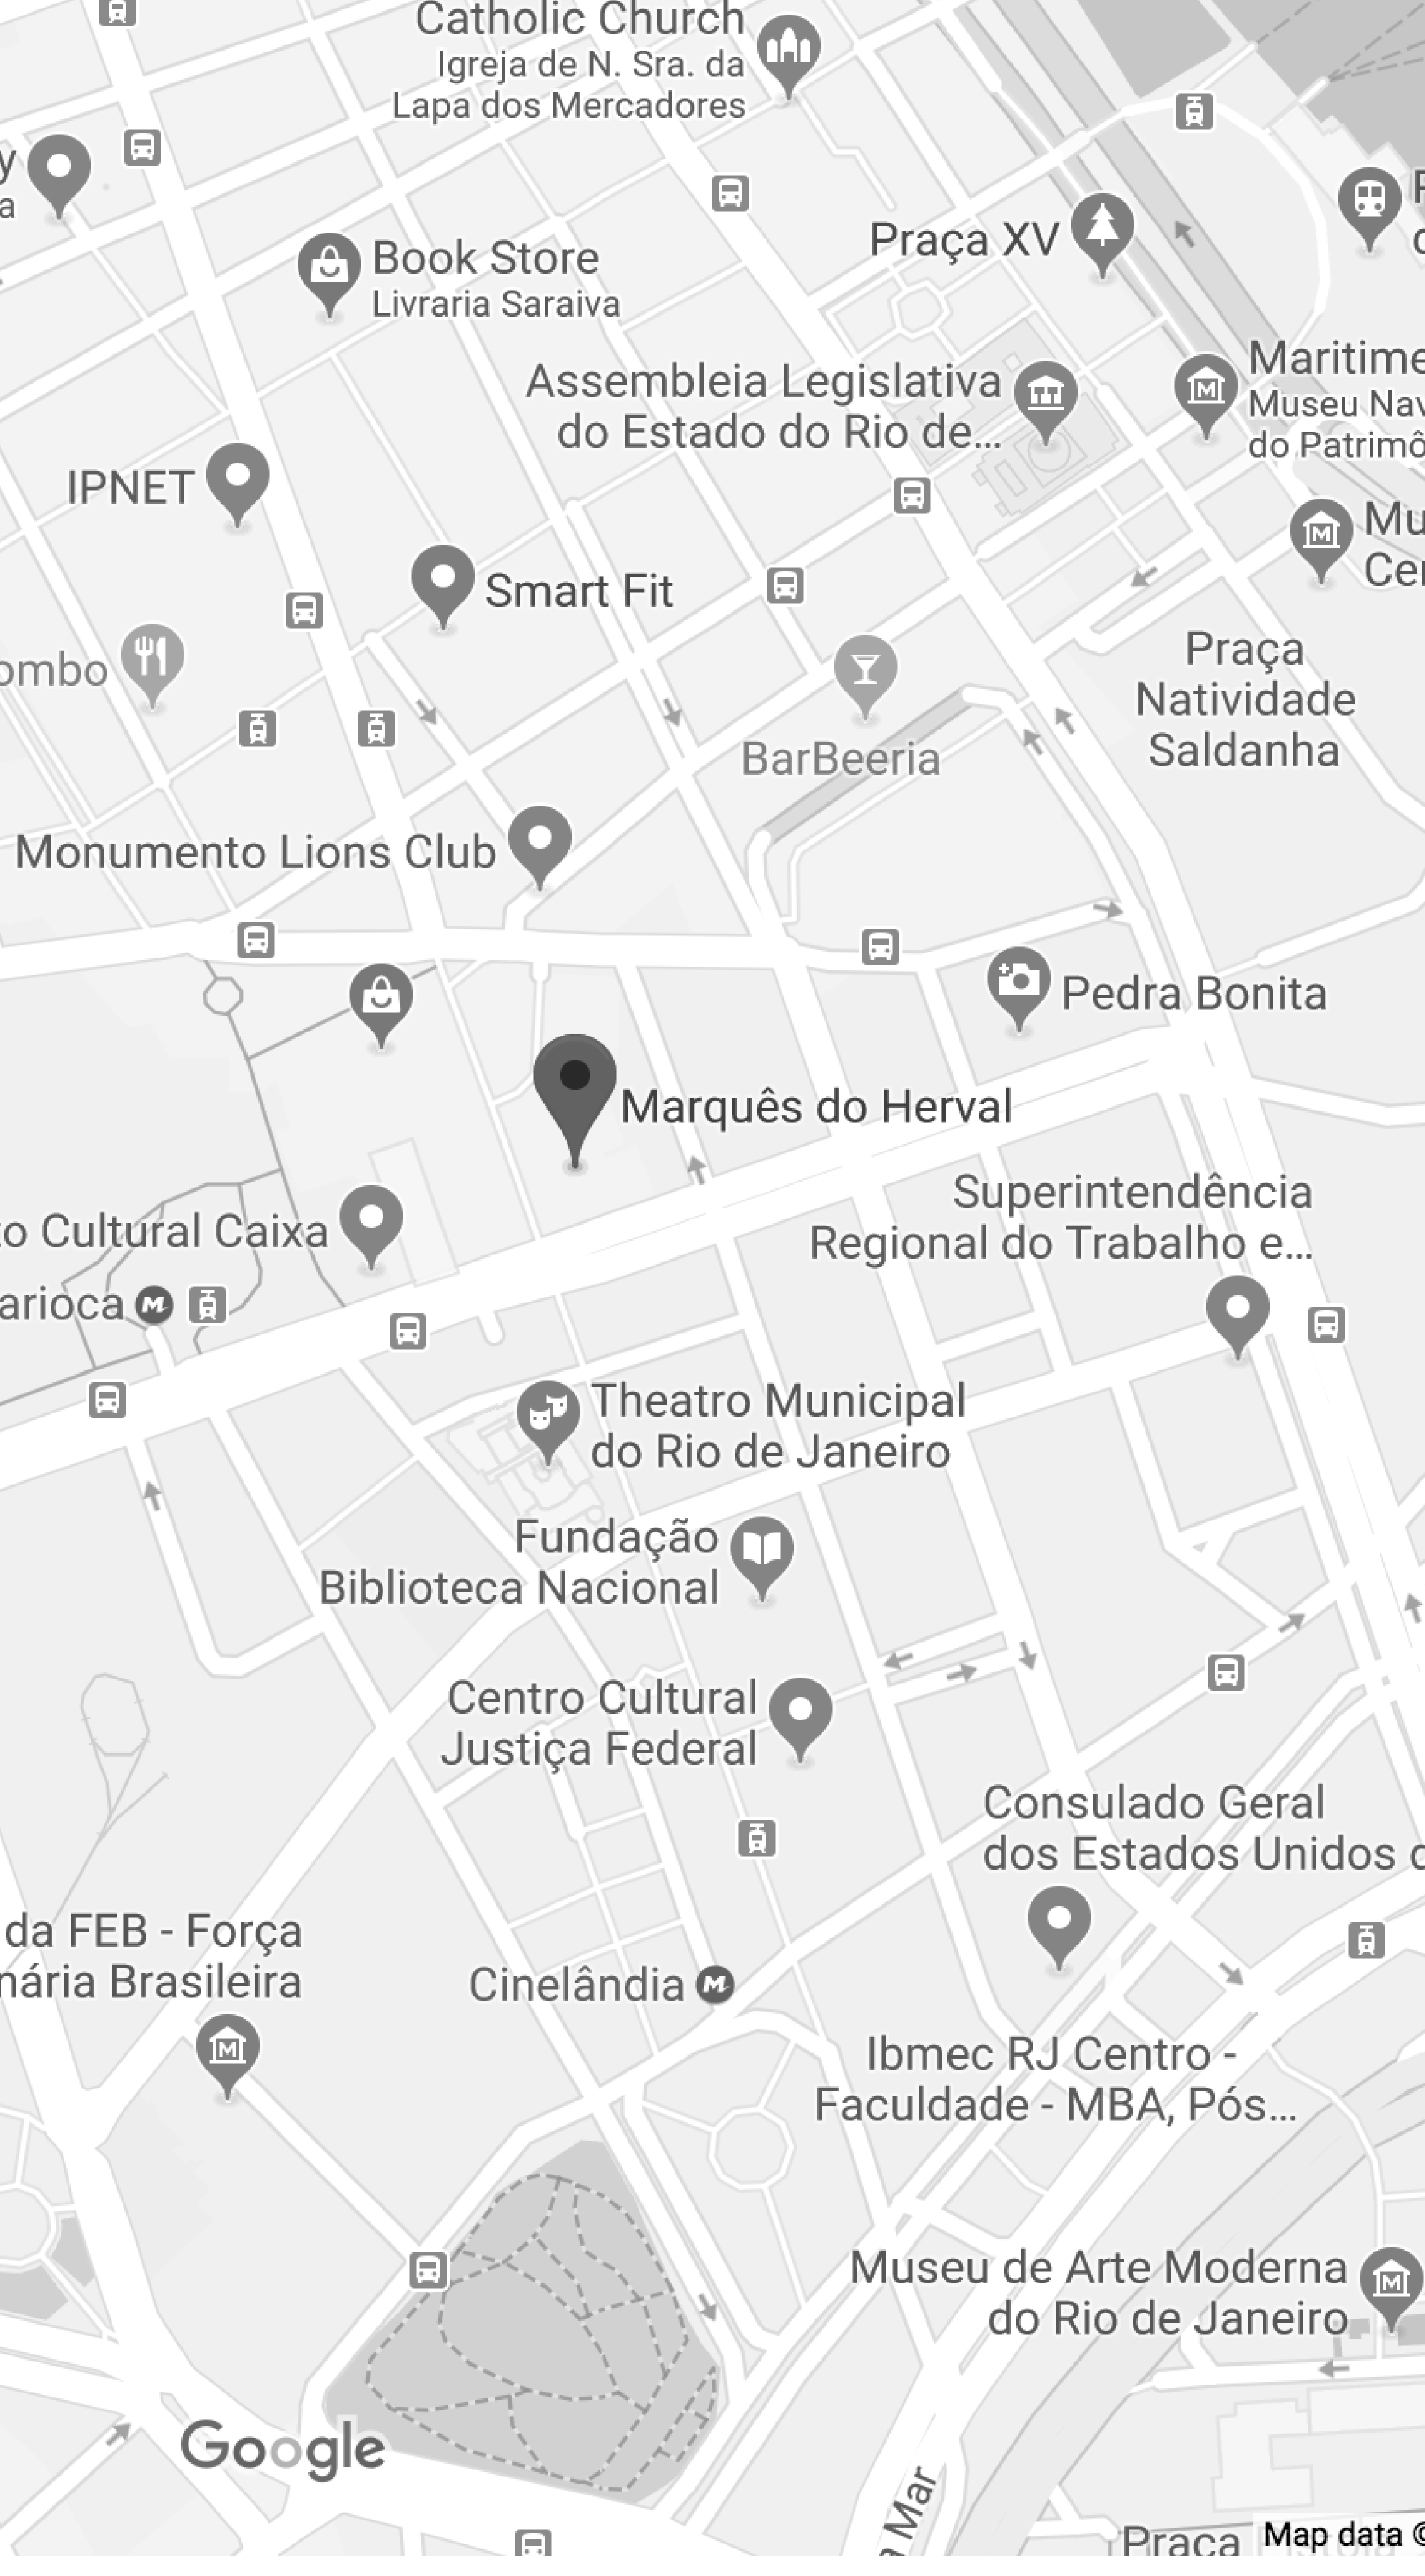 Catholic Church
Igreja de N. Sra. da
Lapa dos Mercadores
y
a
Praça XV
Book Store
Livraria Saraiva
Maritime
Museu Nav
do Patrimô
Assembleia Legislativa
do Estado do Rio de...
IPNET
Mu
Cer
Smart Fit
ombo
Praça
Natividade
Saldanha
BarBeeria
Monumento Lions Club
Pedra Bonita
Marquês do Herval
Superintendência
Regional do Trabalho e...
to Cultural Caixa
arioca
Theatro Municipal
do Rio de Janeiro
Fundação
Biblioteca Nacional
Centro Cultural
Justiça Federal
Consulado Geral
dos Estados Unidos d
da FEB - Força
nária Brasileira
Cinelândia
Ibmec RJ Centro -
Faculdade - MBA, Pós...
Museu de Arte Moderna
do Rio de Janeiro
Google
a Mar
Praça
Map data ©